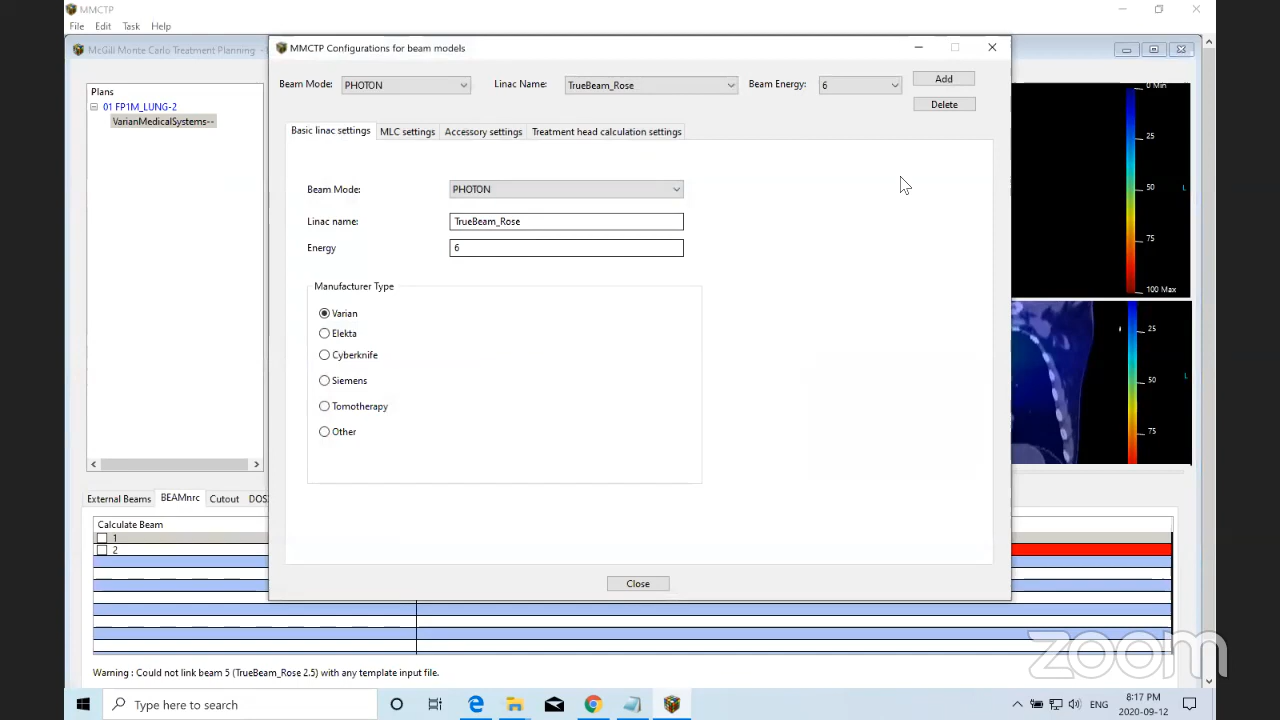 MMCTP
File Edit Task Help
McGill Monte Carlo Treatment Planning -
MMCTP Configurations for beam models
Beam Mode: PHOTON Linac Name: TrueBeam_Rose Beam Energy: 6 Add
Delete
Plans
01 FP1M_LUNG-2
VarianMedicalSystems--
Basic linac settings MLC settings Accessory settings Treatment head calculation settings
Beam Mode: PHOTON
Linac name: TrueBeam_Rose
Energy 6
Manufacturer Type
Varian
Elekta
Cyberknife
Siemens
Tomotherapy
Other
Close
0 Min
25
50
75
100 Max
L
25
50
75
L
External Beams BEAMnrc Cutout DOS
Calculate Beam
1
2
Warning : Could not link beam 5 (TrueBeam_Rose 2.5) with any template input file.
zoom
Type here to search
ENG
8:17 PM
2020-09-12